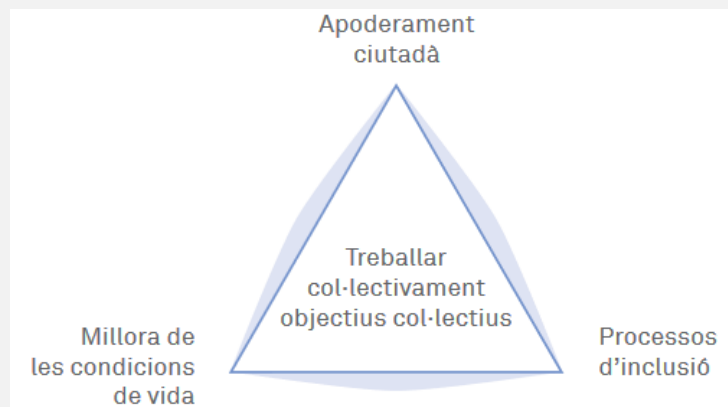 Apoderament
ciutadà
Treballar
col·lectivament
objectius col·lectius
Millora de
les condicions
de vida
Processos
d'inclusió